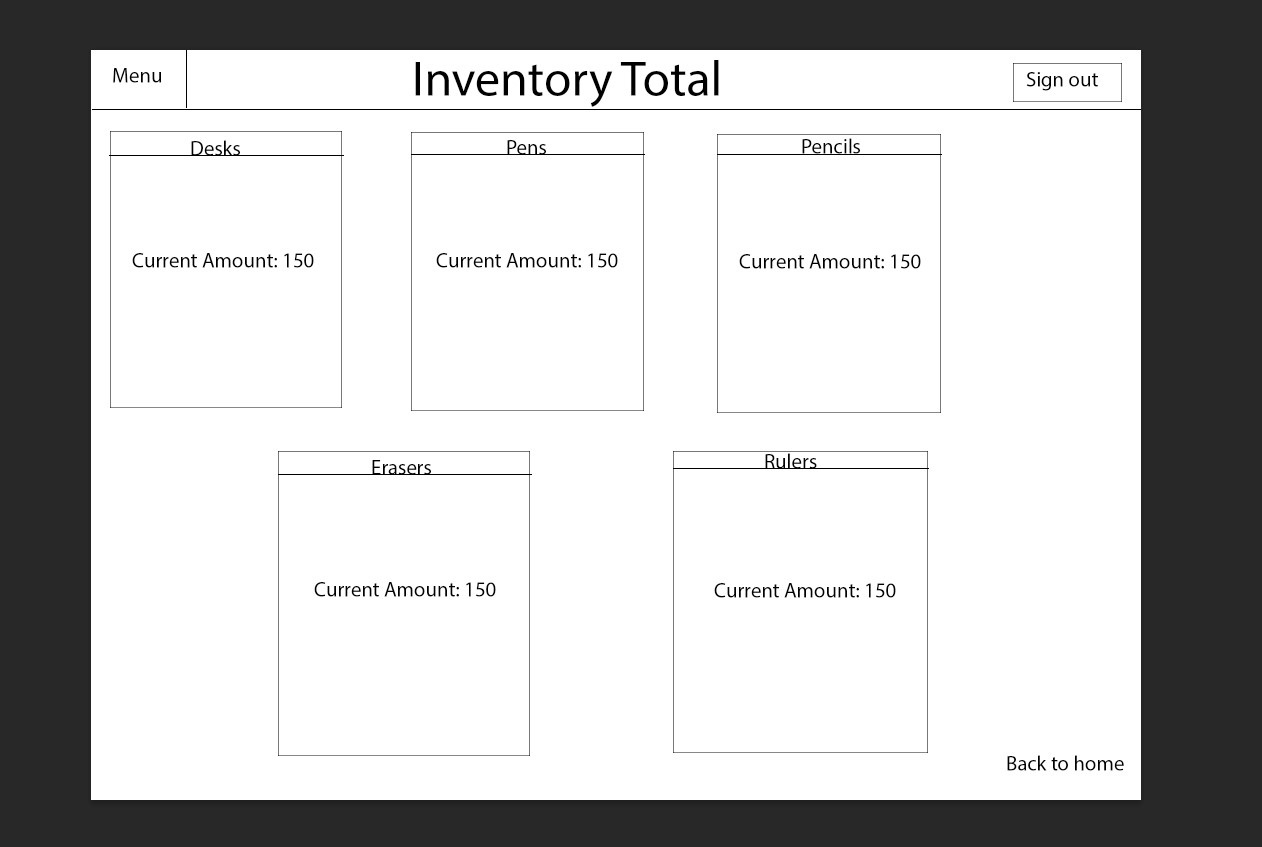 Menu
Inventory Total
Sign out
Desks
Pens
Pencils
Current Amount: 150
Current Amount: 150
Current Amount: 150
Erasers
Rulers
Current Amount: 150
Current Amount: 150
Back to home